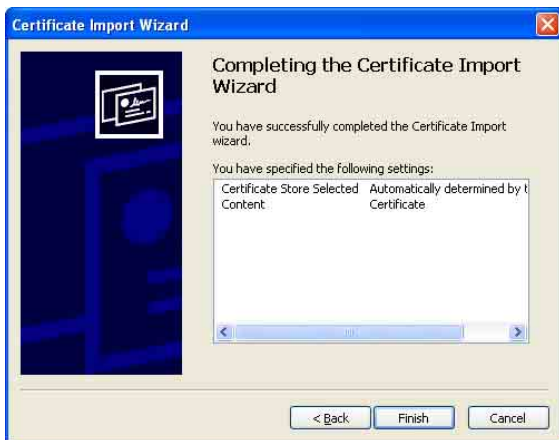 Certificate Import Wizard
Completing the Certificate Import
Wizard
You have successfully completed the Certificate Import
wizard.
You have specified the following settings:
Certificate Store Selected Automatically determined by t
Content Certificate
< Back Finish Cancel